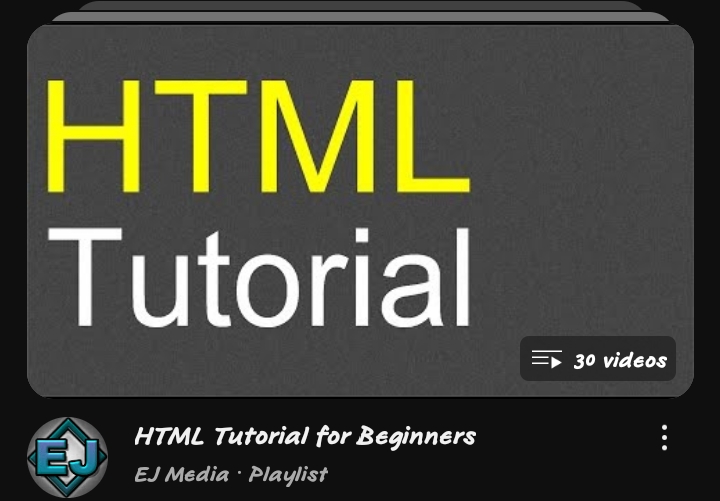 HTML
Tutorial
30 videos
EJ
HTML Tutorial for Beginners
EJ Media · Playlist